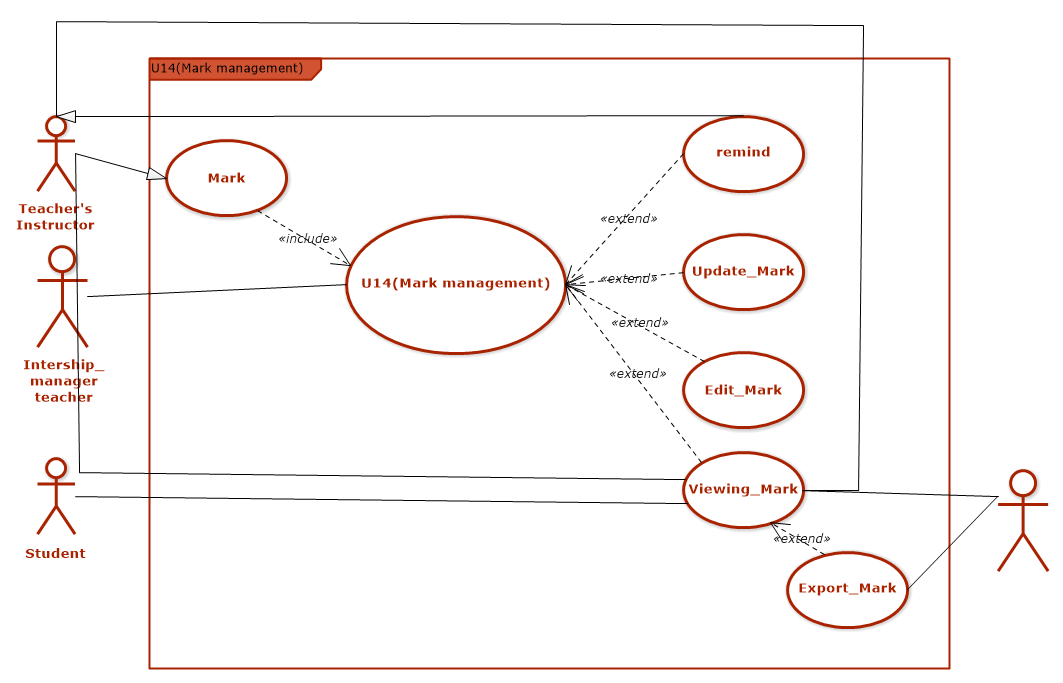 U14(Mark management)
remind
Mark
Teacher's
Instructor
«extend»
«include»
Update_Mark
«extend»
U14(Mark management)
«extend»
Intership_
manager
teacher
«extend»
Edit_Mark
Viewing_Mark
«extend»
Student
Export_Mark